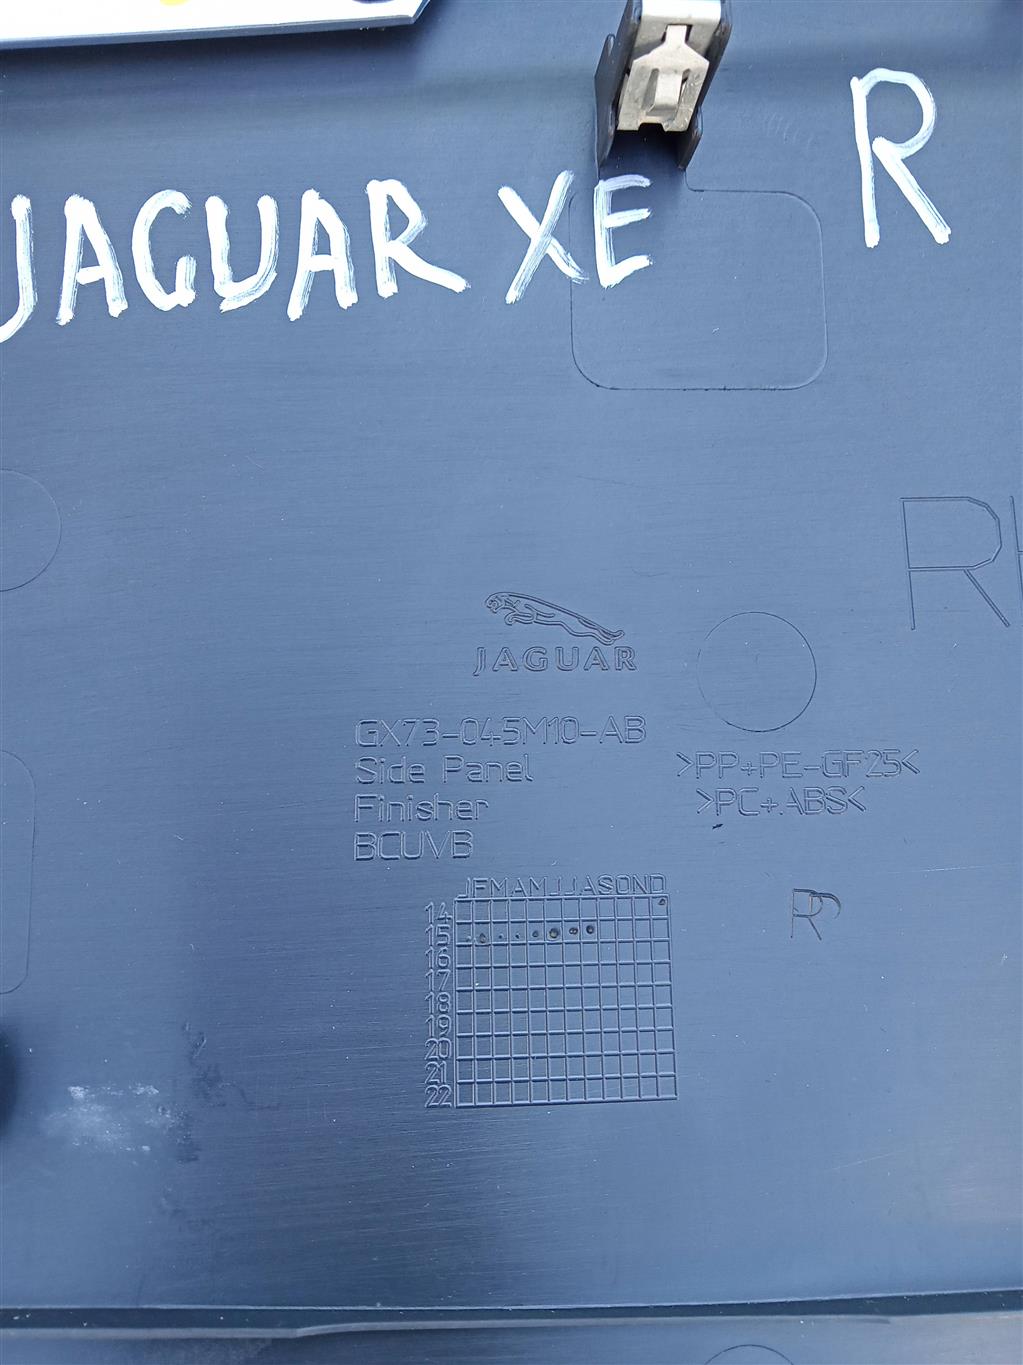 JAGUAR XE R
RH
JAGUAR
GX73-045M10-AB
Side Panel
Finisher
BCUVB
>PP+PE-GF25<
>PC+ABS<
JFMAMJJASOND
14
15
16
17
18
19
20
21
22